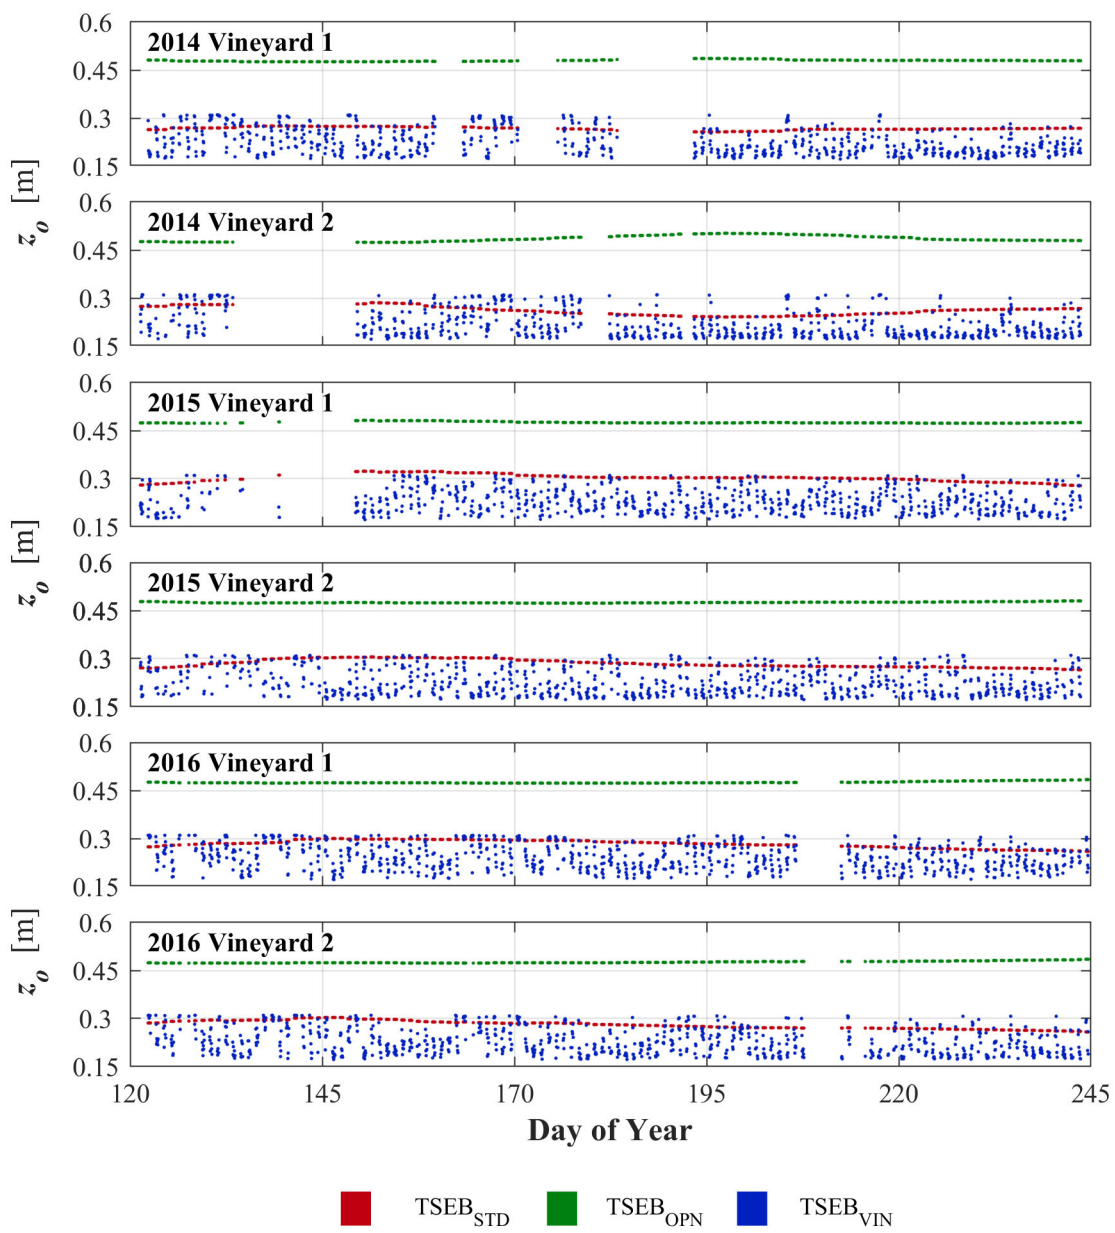 0.6
2014 Vineyard 1
0.45
0.3
0.15
zo [m]
0.6
2014 Vineyard 2
0.45
0.3
0.15
0.6
2015 Vineyard 1
0.45
0.3
0.15
zo [m]
0.6
2015 Vineyard 2
0.45
0.3
0.15
0.6
2016 Vineyard 1
0.45
0.3
0.15
zo [m]
0.6
2016 Vineyard 2
0.45
0.3
0.15
120 145 170 195 220 245
Day of Year
TSEBSTD TSEBOPN TSEBVIN